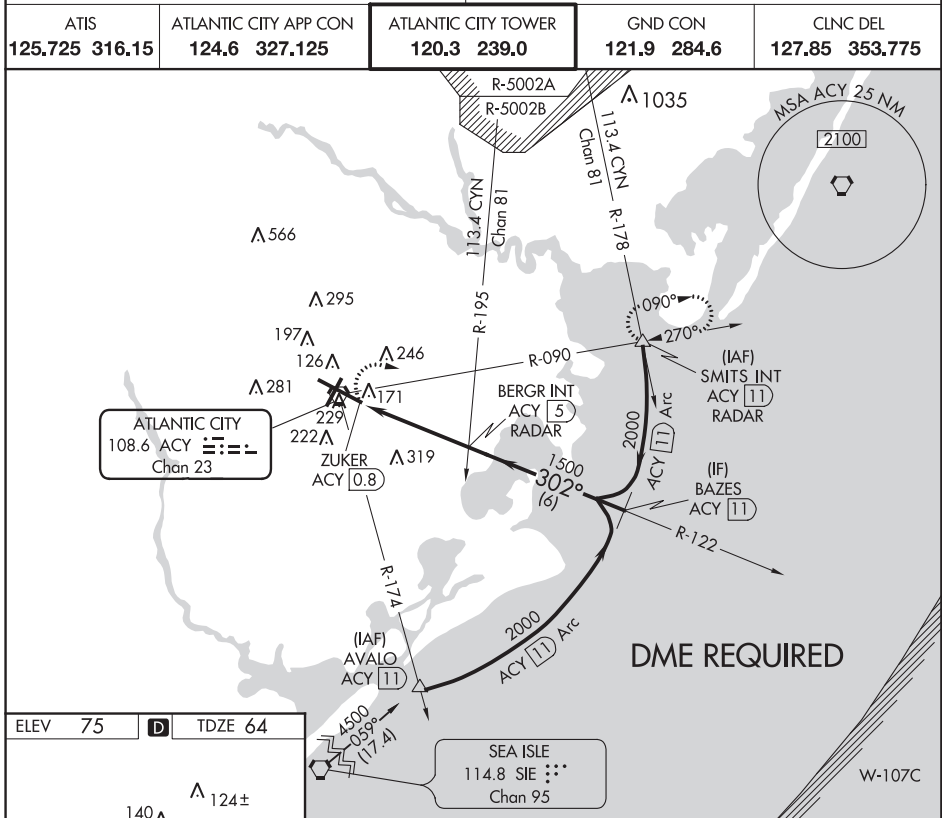 ATIS
125.725 316.15
ATLANTIC CITY APP CON
124.6 327.125
ATLANTIC CITY TOWER
120.3 239.0
GND CON
121.9 284.6
CLNC DEL
127.85 353.775
R-5002A
R-5002B
1035
MSA ACY 25 NM
2100
113.4 CYN
Chan 81
R-195
113.4 CYN
Chan 81
R-178
566
295
197
126
246
281
171
229
222
319
090°
270°
R-090
(IAF)
SMITS INT
ACY 11
RADAR
BERGR INT
ACY 5
RADAR
ATLANTIC CITY
108.6 ACY
Chan 23
ZUKER
ACY 0.8
1500
302°
(6)
2000
ACY 11 Arc
(IF)
BAZES
ACY 11
R-122
R-174
(IAF)
AVALO
ACY 11
2000
ACY 11 Arc
DME REQUIRED
4500
059°
(17.4)
SEA ISLE
114.8 SIE
Chan 95
W-107C
ELEV 75 D TDZE 64
124±
140